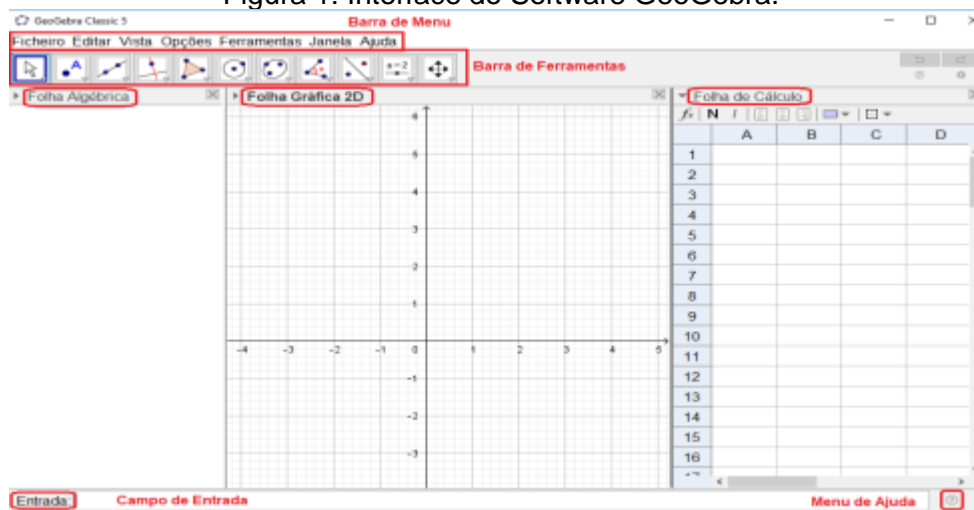 Figura 1: Interface do Software GeoGebra.
GeoGebra Classic 5
Barra de Menu
Ficheiro Editar Vista Opções Ferramentas Janela Ajuda
A a=2 Barra de Ferramentas
Folha Algébrica Folha Gráfica 2D Folha de Cálculo
fx N I
A B C D
1
2
3
4
5
6
7
8
9
10
11
12
13
14
15
16
17
6
5
4
3
2
1
-4 -3 -2 -1 0 1 2 3 4 5
-1
-2
-3
Entrada: Campo de Entrada Menu de Ajuda